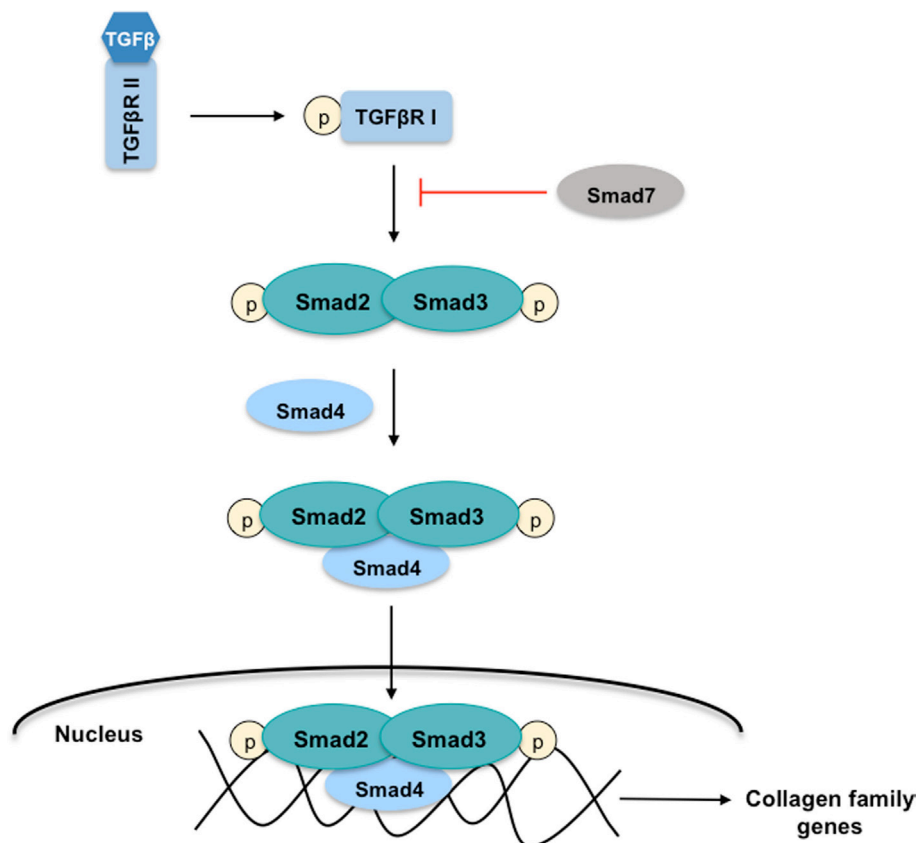 TGFβ
TGFβR II
p
TGFβR I
Smad7
p
Smad2
Smad3
p
Smad4
p
Smad2
Smad3
p
Smad4
Nucleus
p
Smad2
Smad3
p
Smad4
Collagen family
genes